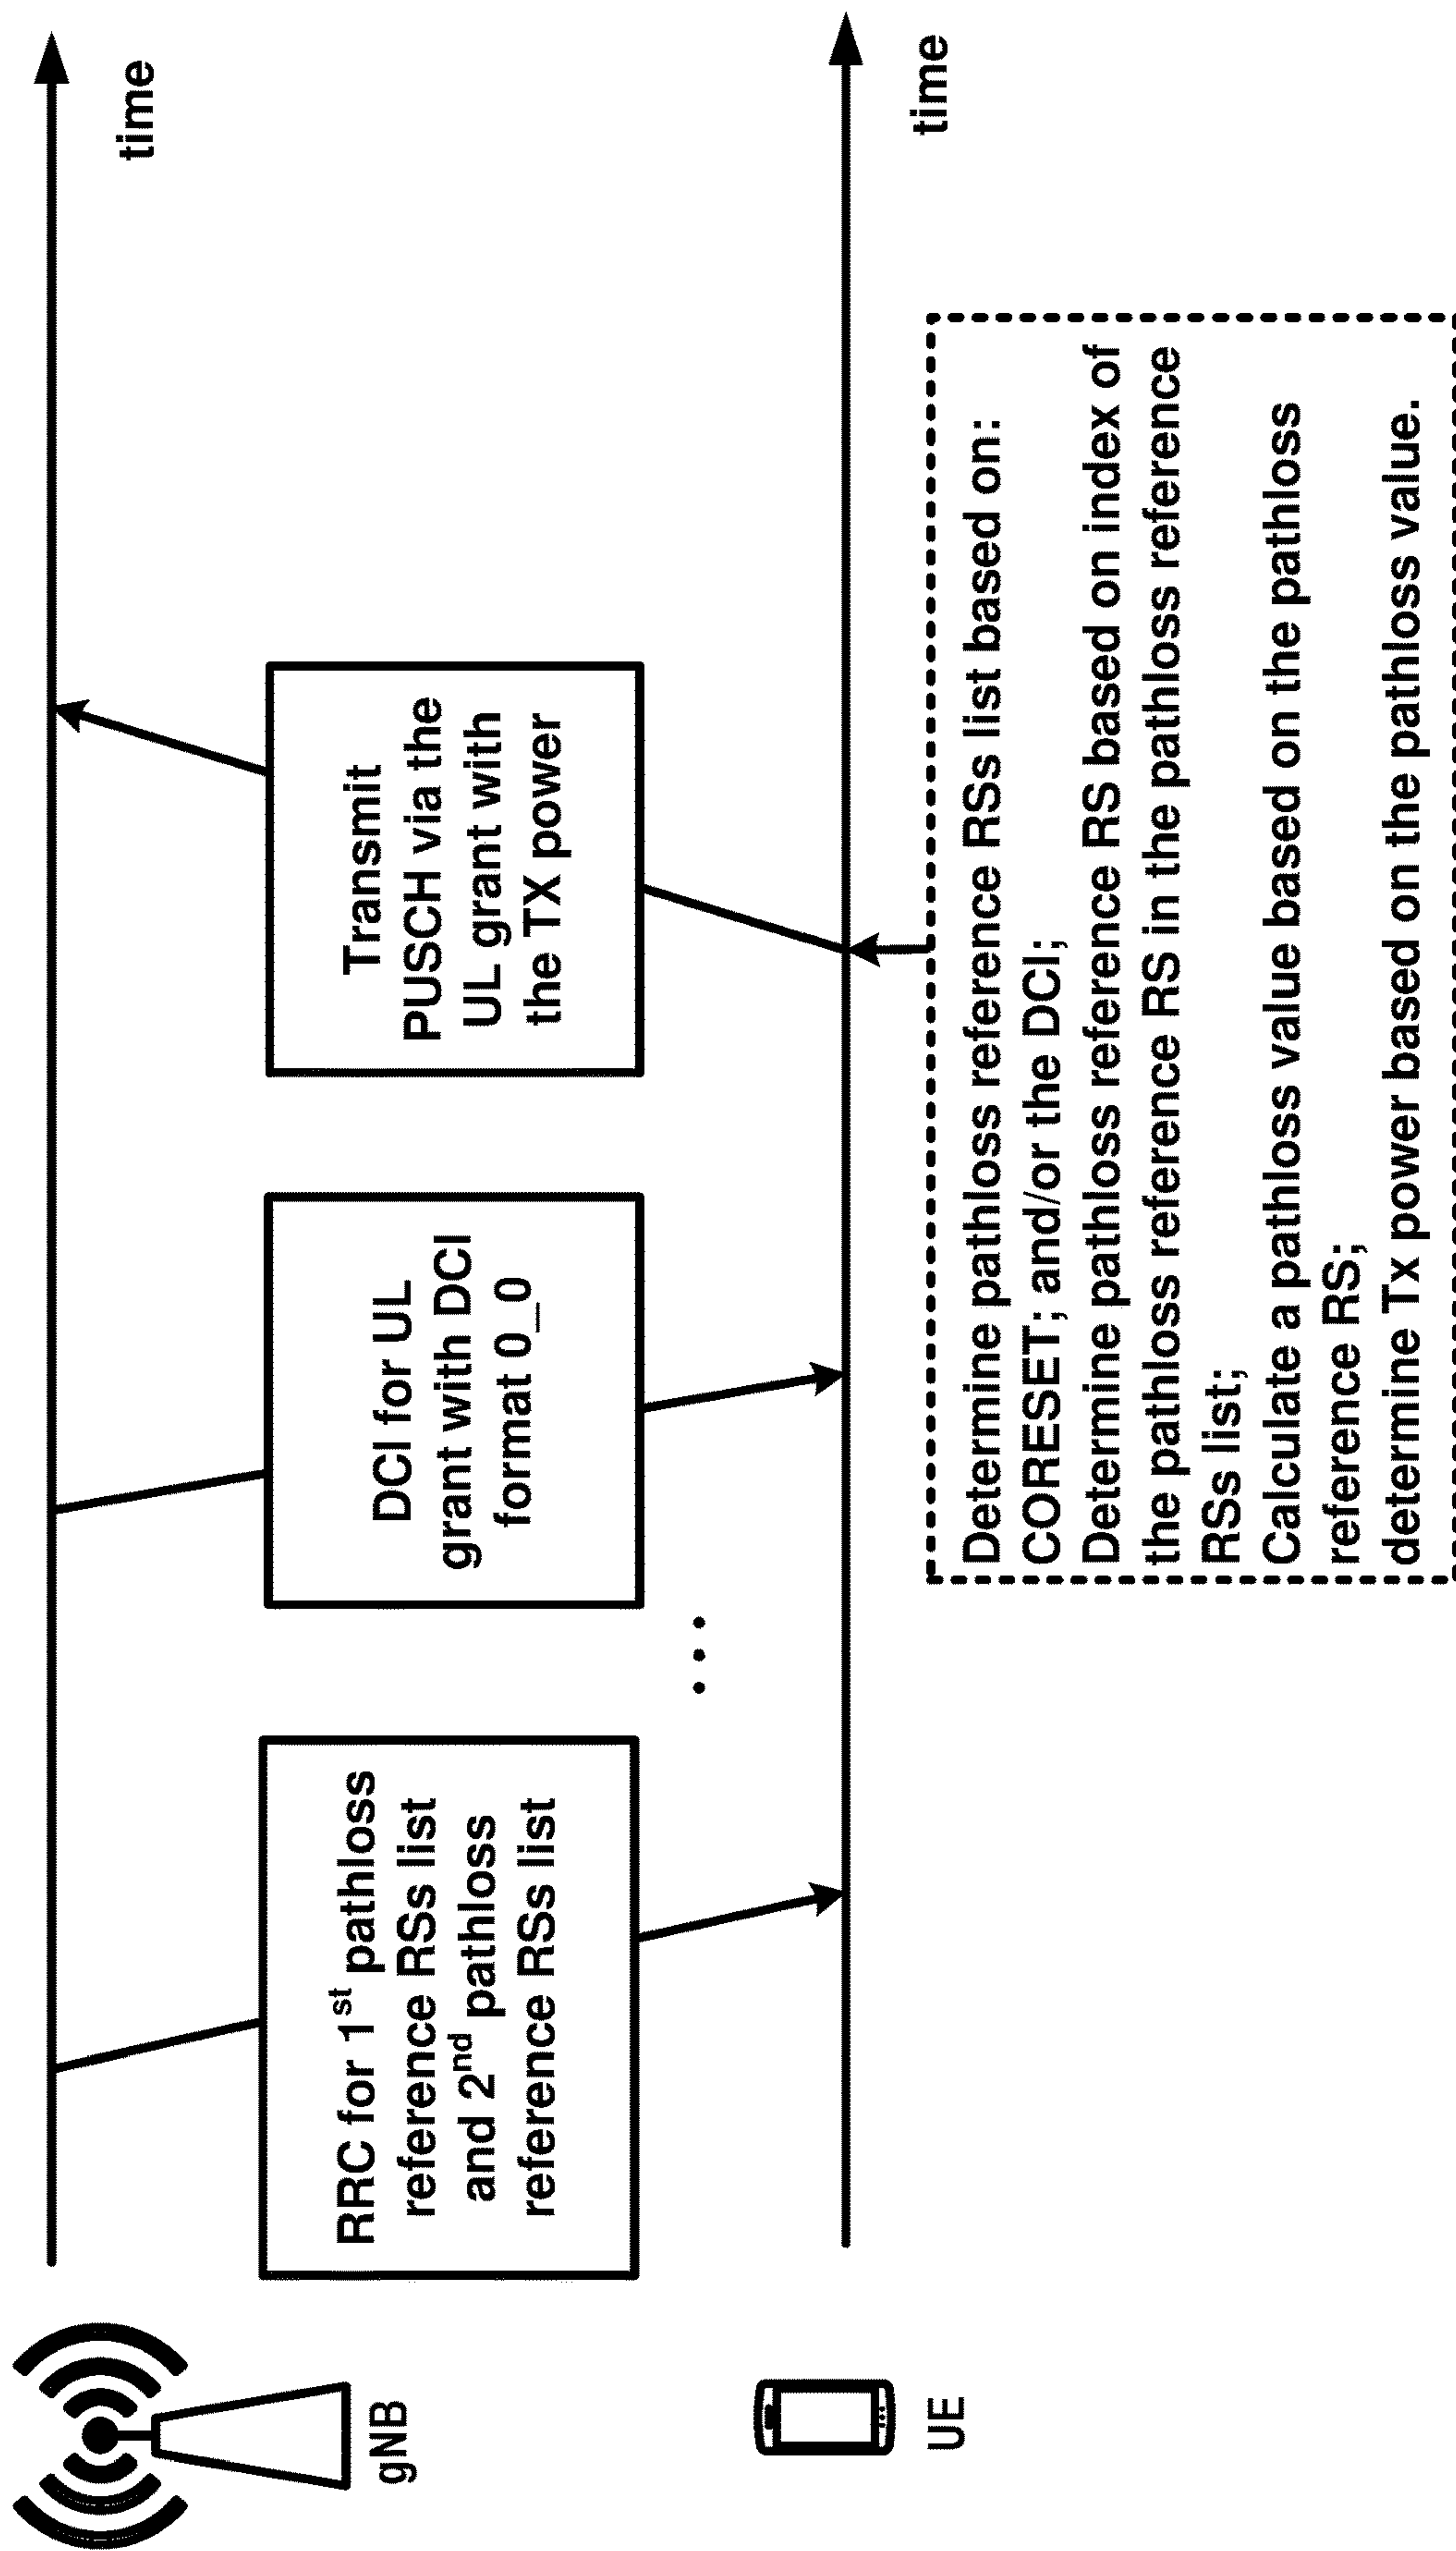 gNB
RRC for 1st pathloss
reference RSs list
and 2nd pathloss
reference RSs list
DCI for UL
grant with DCI
format 0_0
Transmit
PUSCH via the
UL grant with
the TX power
time
...
UE
time
Determine pathloss reference RSs list based on:
CORESET; and/or the DCI;
Determine pathloss reference RS based on index of
the pathloss reference RS in the pathloss reference
RSs list;
Calculate a pathloss value based on the pathloss
reference RS;
determine Tx power based on the pathloss value.